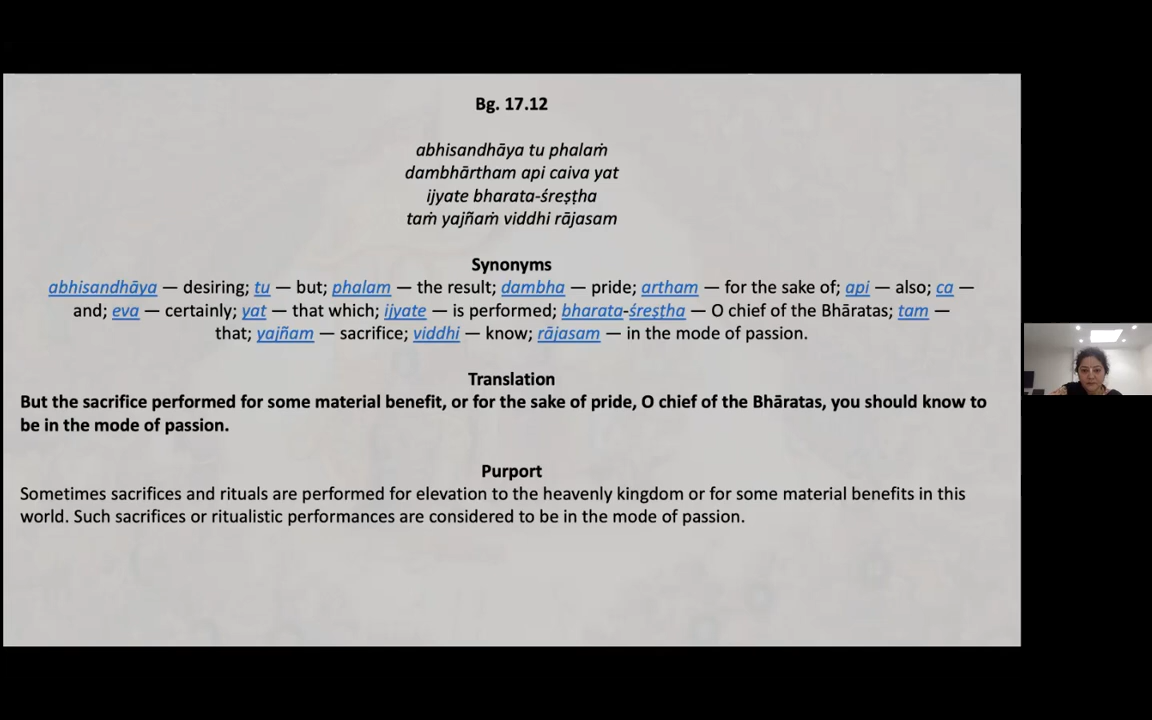 Bg. 17.12
abhisandhāya tu phalaṁ
dambhārtham api caiva yat
ijyate bharata-śreṣṭha
taṁ yajñaṁ viddhi rājasam
Synonyms
abhisandhāya — desiring; tu — but; phalam — the result; dambha — pride; artham — for the sake of; api — also; ca —
and; eva — certainly; yat — that which; ijyate — is performed; bharata-śreṣṭha — O chief of the Bhāratas; tam —
that; yajñam — sacrifice; viddhi — know; rājasam — in the mode of passion.
Translation
But the sacrifice performed for some material benefit, or for the sake of pride, O chief of the Bhāratas, you should know to
be in the mode of passion.
Purport
Sometimes sacrifices and rituals are performed for elevation to the heavenly kingdom or for some material benefits in this
world. Such sacrifices or ritualistic performances are considered to be in the mode of passion.